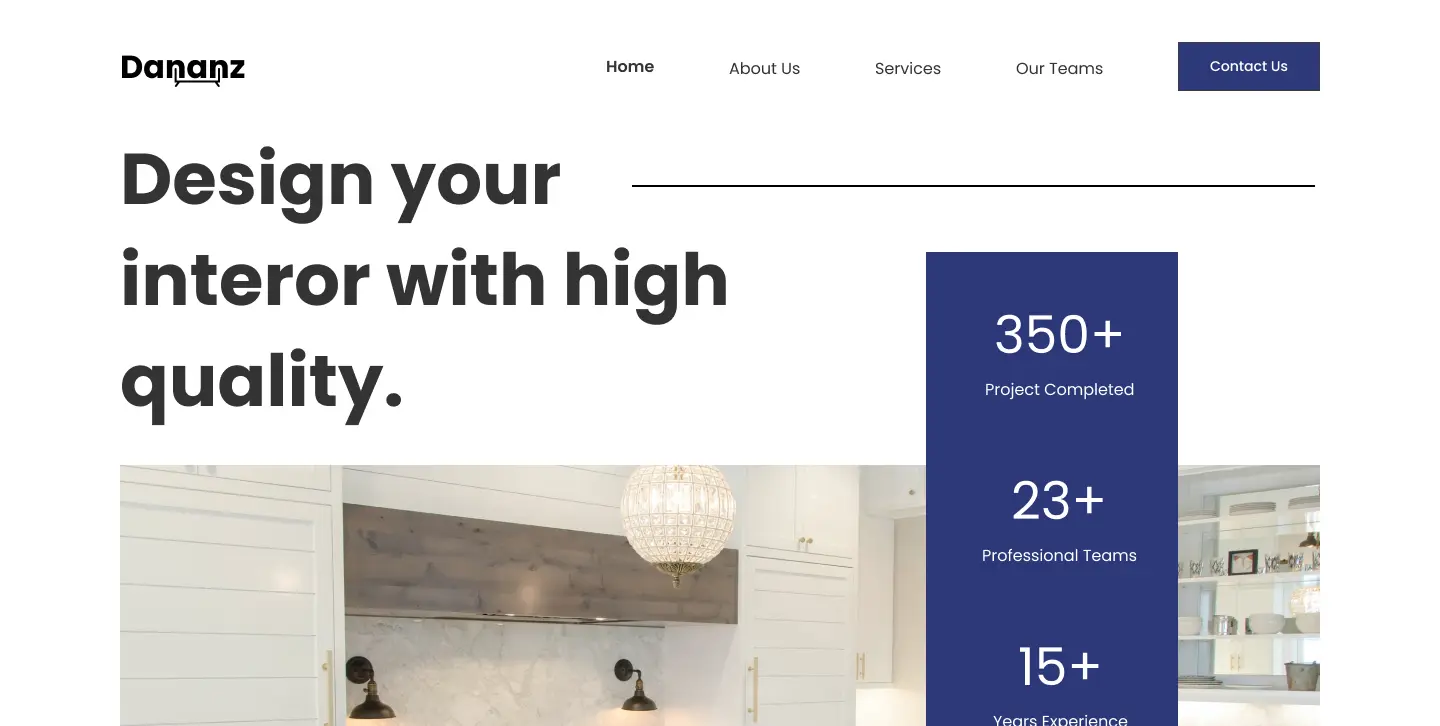 Dananz
Home
About Us
Services
Our Teams
Contact Us
Design your
interor with high
quality.
350+
Project Completed
23+
Professional Teams
15+
Years Experience